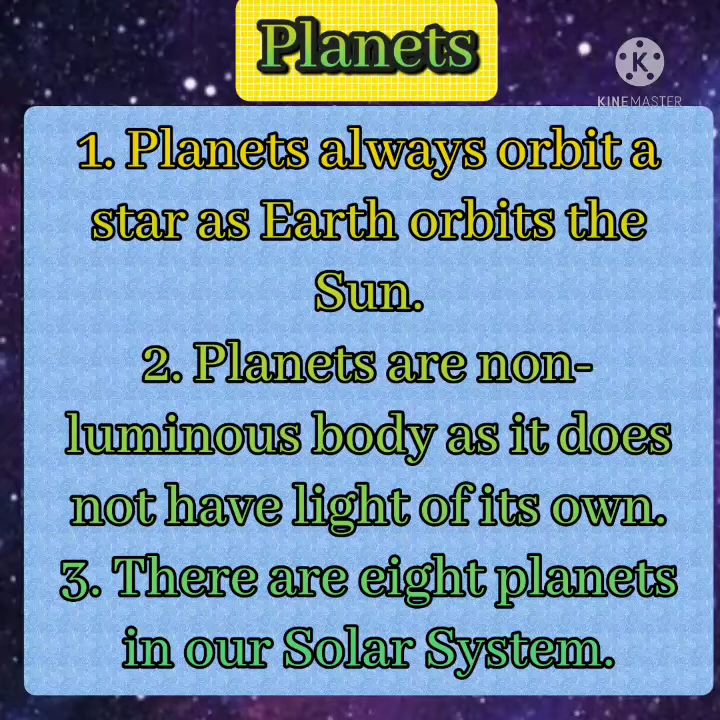 Planets
K
KINEMASTER
1. Planets always orbit a
star as Earth orbits the
Sun.
2. Planets are non-
luminous body as it does
not have light of its own.
3. There are eight planets
in our Solar System.